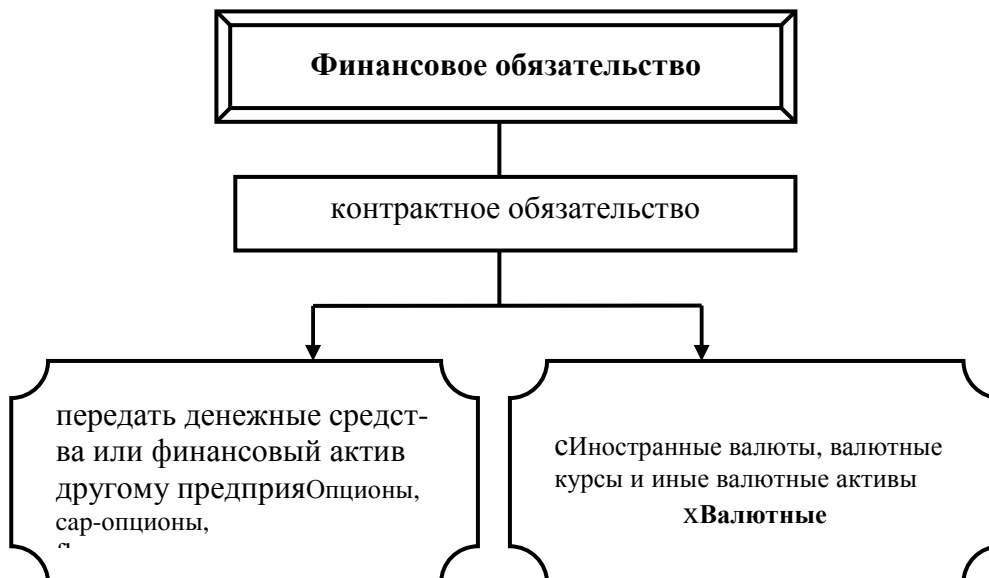 Финансовое обязательство
контрактное обязательство
передать денежные средст-
ва или финансовый актив
другому предприяОпционы,
cap-опционы,
сИностранные валюты, валютные
курсы и иные валютные активы
хВалютные